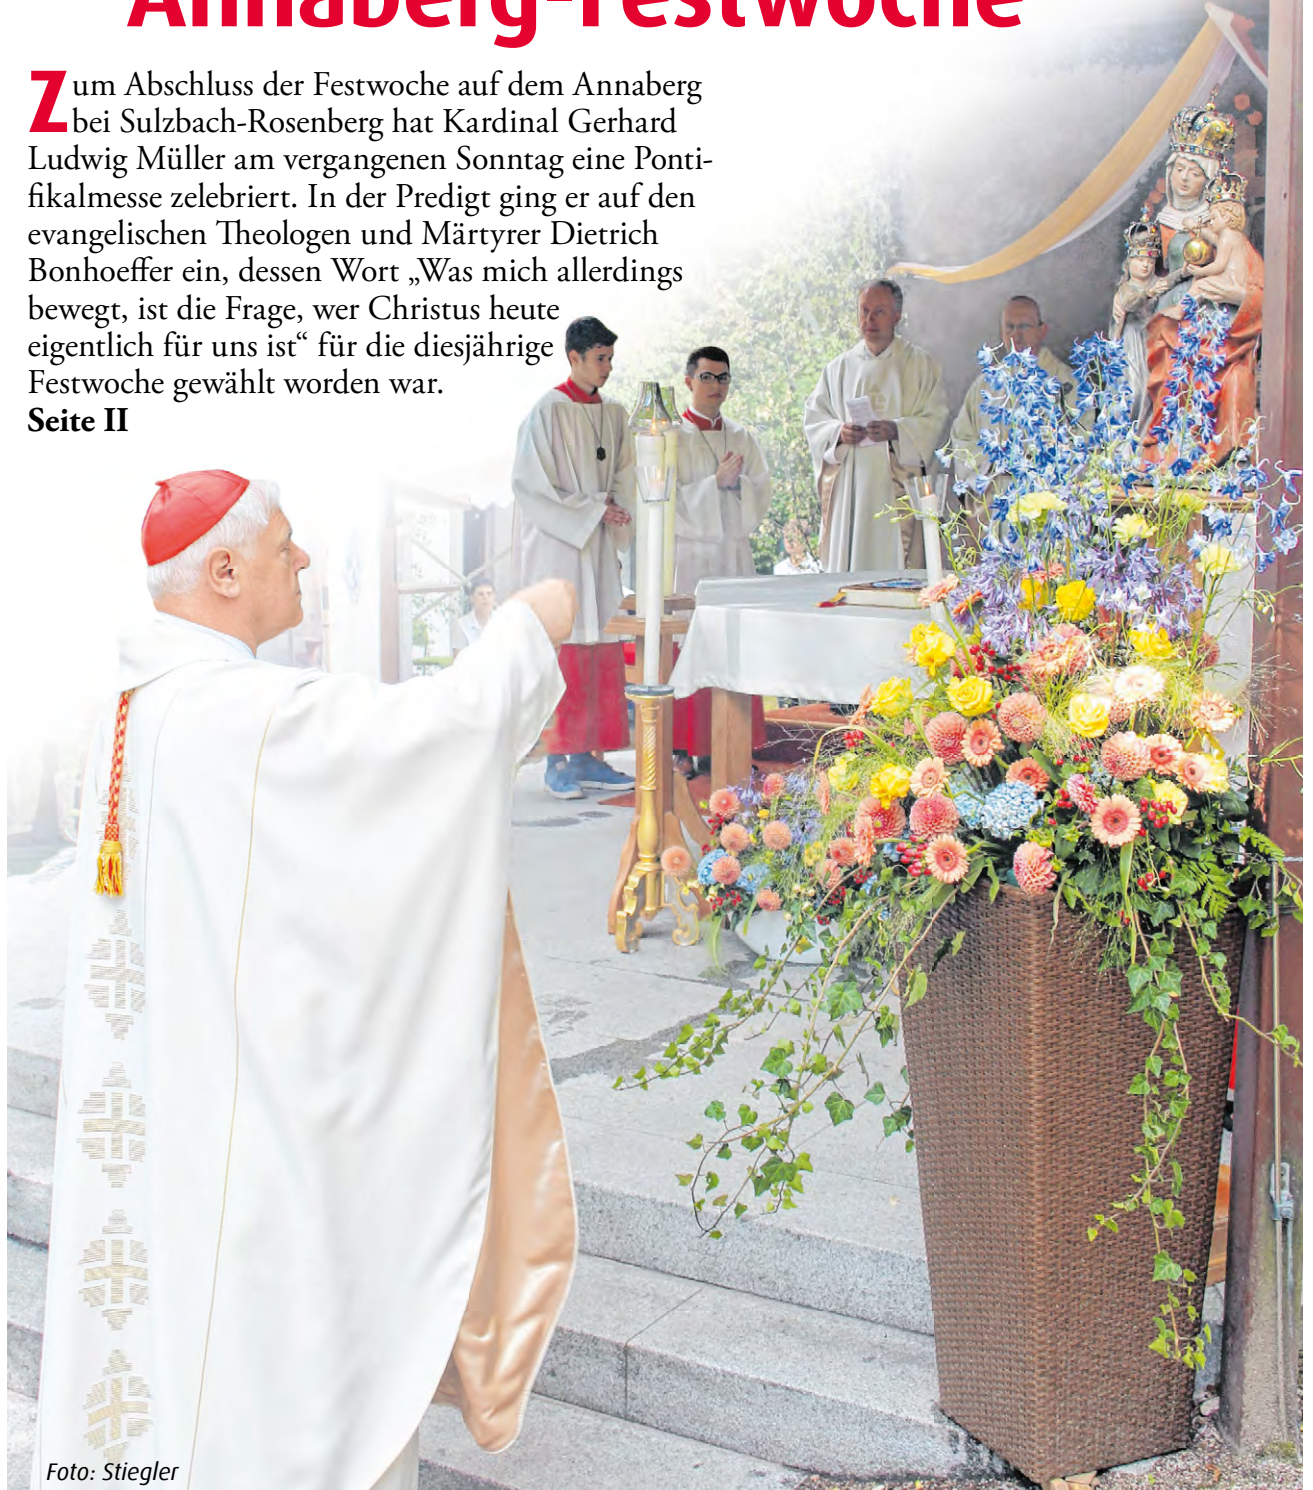 Annaberg-Festwoche
Zum Abschluss der Festwoche auf dem Annaberg
bei Sulzbach-Rosenberg hat Kardinal Gerhard
Ludwig Müller am vergangenen Sonntag eine Ponti-
fikalmesse zelebriert. In der Predigt ging er auf den
evangelischen Theologen und Märtyrer Dietrich
Bonhoeffer ein, dessen Wort „Was mich allerdings
bewegt, ist die Frage, wer Christus heute
eigentlich für uns ist“ für die diesjährige
Festwoche gewählt worden war.
Seite II
Foto: Stiegler